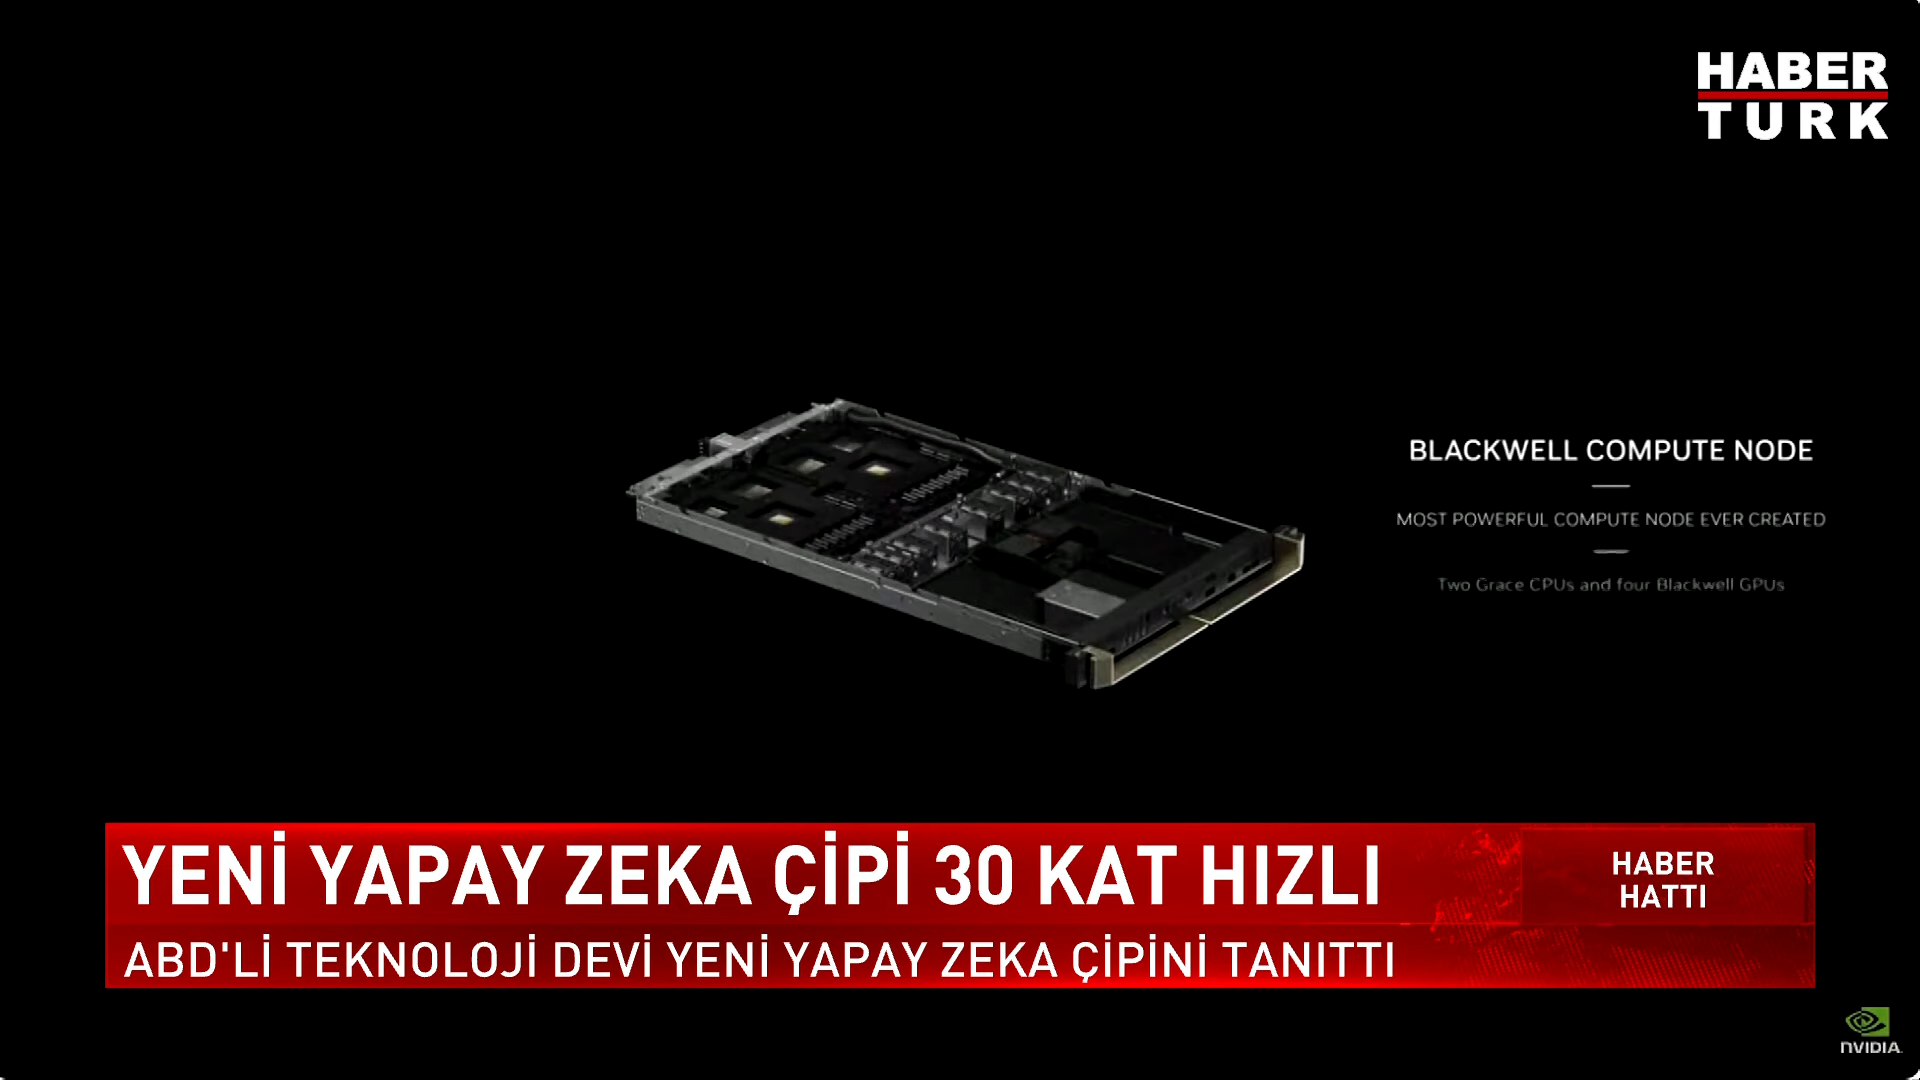 HABER
TURK
BLACKWELL COMPUTE NODE
MOST POWERFUL COMPUTE NODE EVER CREATED
Two Grace CPUs and four Blackwell GPUs
YENİ YAPAY ZEKA ÇİPİ 30 KAT HIZLI
HABER
HATTI
ABD'Lİ TEKNOLOJİ DEVİ YENİ YAPAY ZEKA ÇİPİNİ TANITTI
NVIDIA